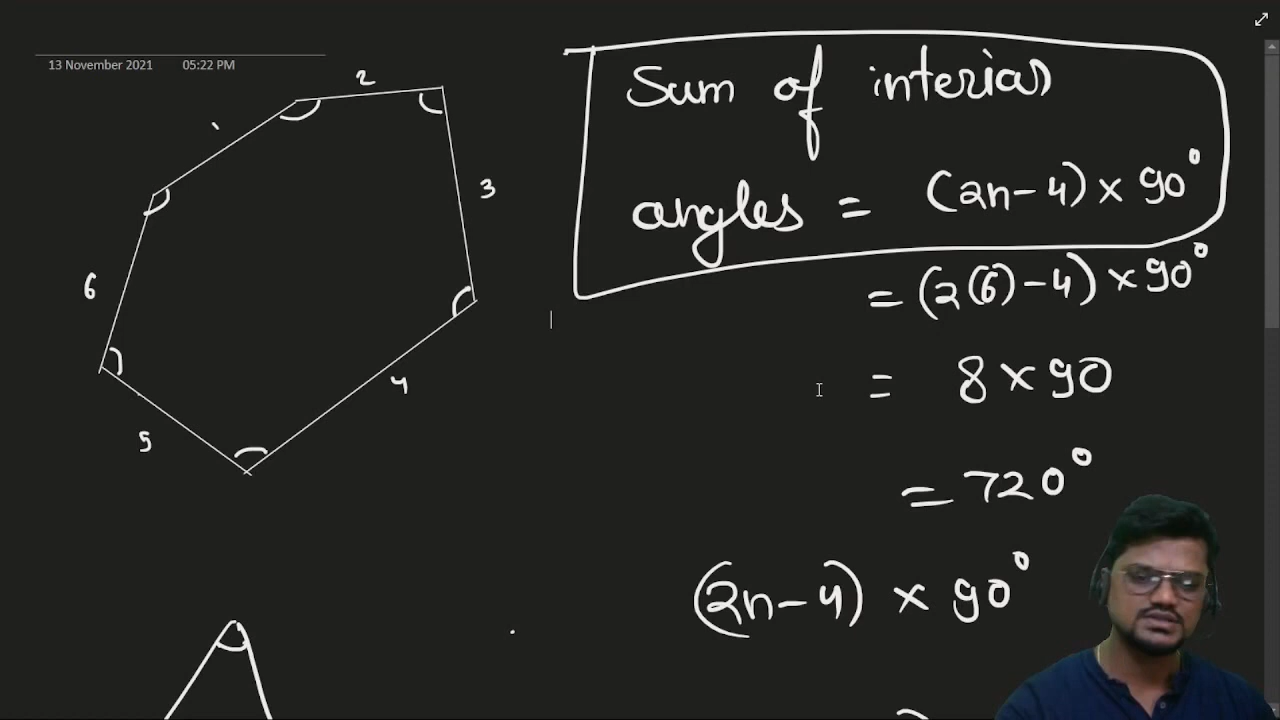 13 November 2021 05:22 PM
2
3
6
4
5
Sum of interior
angles = (2n-4) × 90°
= (2(6)-4) × 90°
= 8 × 90
= 720°
(2n-4) × 90°